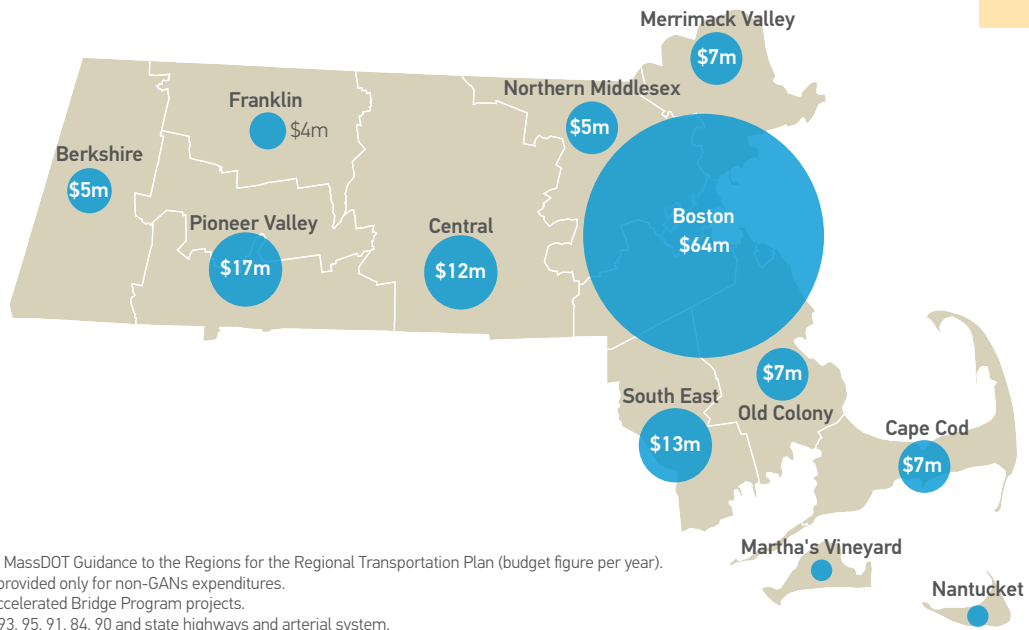 Merrimack Valley
$7m
Northern Middlesex
$5m
Franklin
$4m
Berkshire
$5m
Boston
$64m
Pioneer Valley
$17m
Central
$12m
$7m
Old Colony
South East
$13m
Cape Cod
$7m
Martha's Vineyard
Nantucket
MassDOT Guidance to the Regions for the Regional Transportation Plan (budget figure per year).
provided only for non-GANs expenditures.
ccelerated Bridge Program projects.
93, 95, 91, 84, 90 and state highways and arterial system.